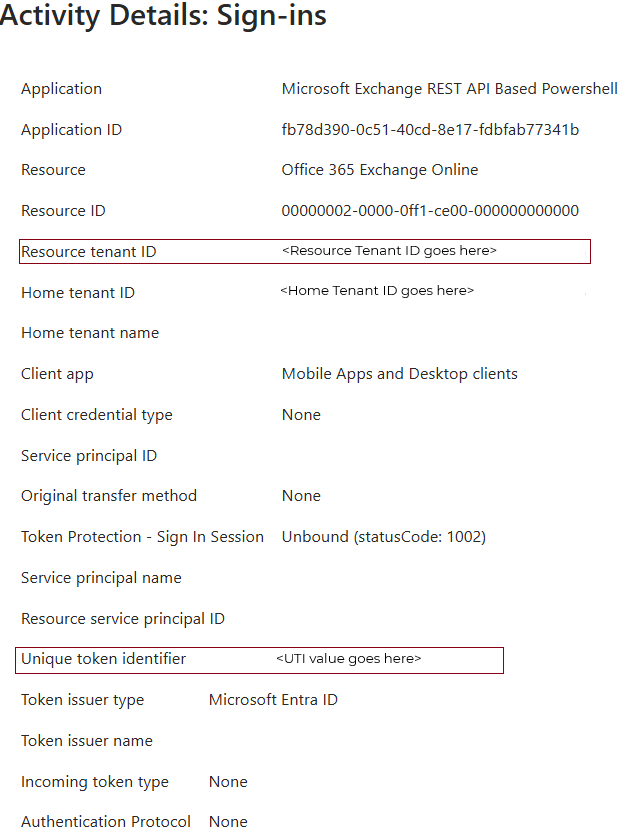 Activity Details: Sign-ins
Application Microsoft Exchange REST API Based Powershell
Application ID fb78d390-0c51-40cd-8e17-fdbfab77341b
Resource Office 365 Exchange Online
Resource ID 00000002-0000-0ff1-ce00-000000000000
Resource tenant ID <Resource Tenant ID goes here>
Home tenant ID <Home Tenant ID goes here>
Home tenant name
Client app Mobile Apps and Desktop clients
Client credential type None
Service principal ID
Original transfer method None
Token Protection - Sign In Session Unbound (statusCode: 1002)
Service principal name
Resource service principal ID
Unique token identifier <UTI value goes here>
Token issuer type Microsoft Entra ID
Token issuer name
Incoming token type None
Authentication Protocol None